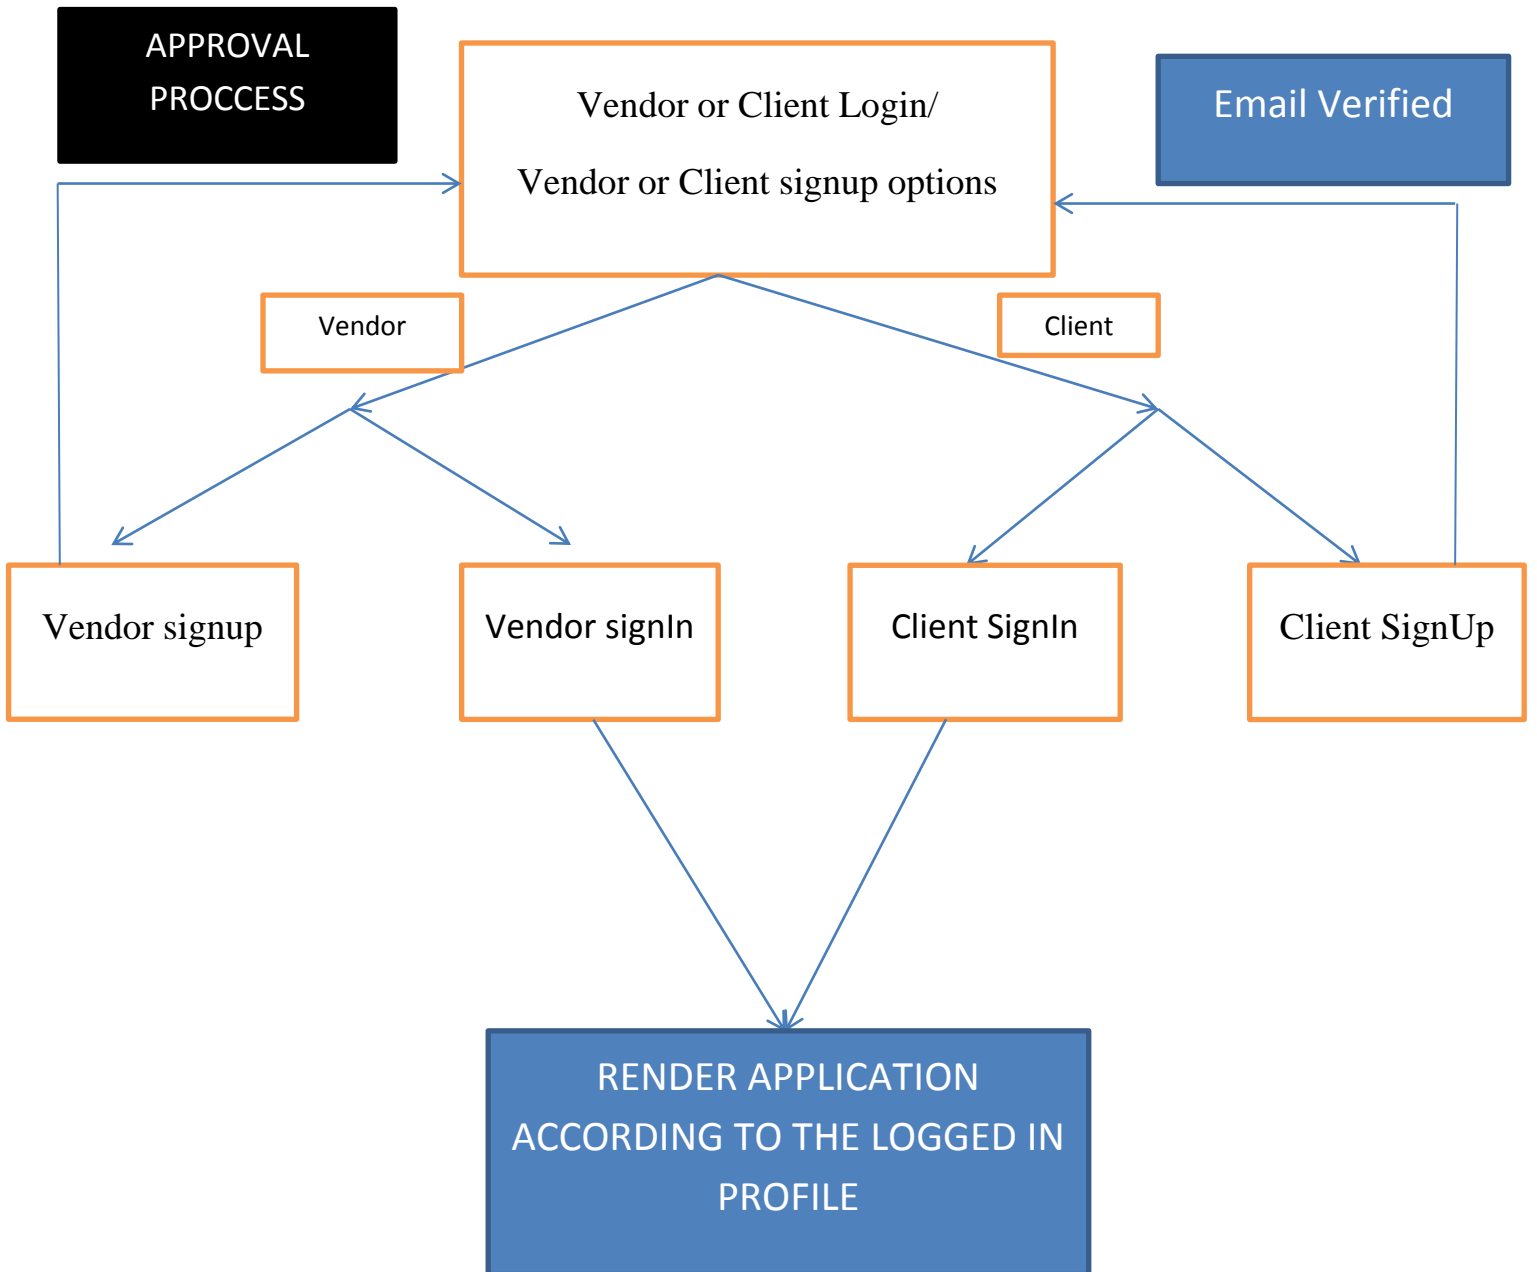 APPROVAL
PROCCESS
Vendor or Client Login/
Vendor or Client signup options
Email Verified
Vendor
Client
Vendor signup
Vendor signIn
Client SignIn
Client SignUp
RENDER APPLICATION
ACCORDING TO THE LOGGED IN
PROFILE